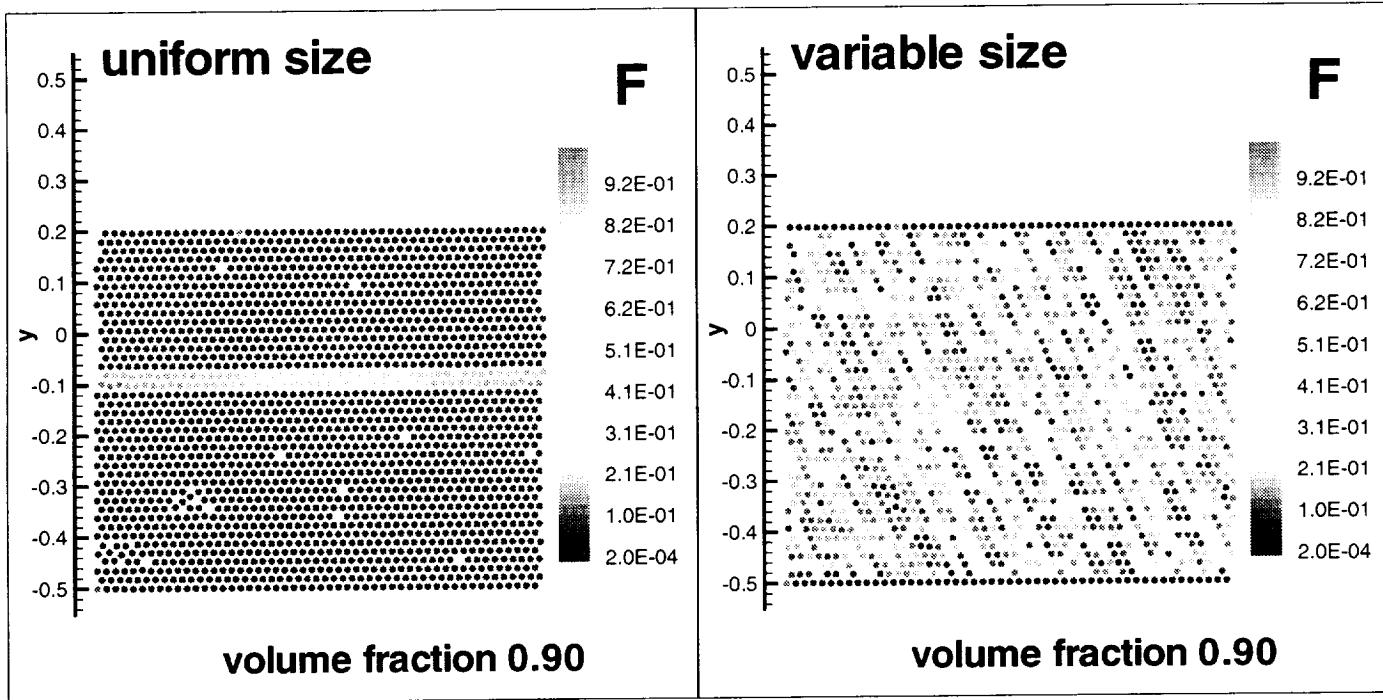 uniform size
F
0.5
0.4
0.3
0.2
0.1
0
-0.1
-0.2
-0.3
-0.4
-0.5
y
9.2E-01
8.2E-01
7.2E-01
6.2E-01
5.1E-01
4.1E-01
3.1E-01
2.1E-01
1.0E-01
2.0E-04
volume fraction 0.90
variable size
F
0.5
0.4
0.3
0.2
0.1
0
-0.1
-0.2
-0.3
-0.4
-0.5
y
9.2E-01
8.2E-01
7.2E-01
6.2E-01
5.1E-01
4.1E-01
3.1E-01
2.1E-01
1.0E-01
2.0E-04
volume fraction 0.90